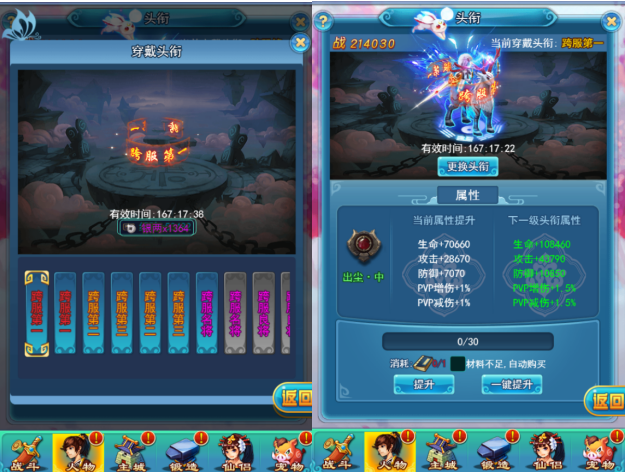 头衔
穿戴头衔
跨服第一
有效时间:167:17:38
跨服第一
跨服第一
跨服第二
跨服第三
跨服第三
返回
战斗
人物
主城
锻造
仙侣
宠物
头衔
战 214030
当前穿戴头衔: 跨服第一
跨服第一
有效时间:167:17:22
更换头衔
属性
当前属性提升
下一级头衔属性
出尘·中
生命+70660
生命+108460
攻击+28670
攻击+43790
防御+7070
防御+10850
PVP增伤+1%
PVP增伤+1.5%
PVP减伤+1%
PVP减伤+1.5%
0/30
消耗: 0/1 材料不足,自动购买
提升
一键提升
返回
战斗
人物
主城
锻造
仙侣
宠物